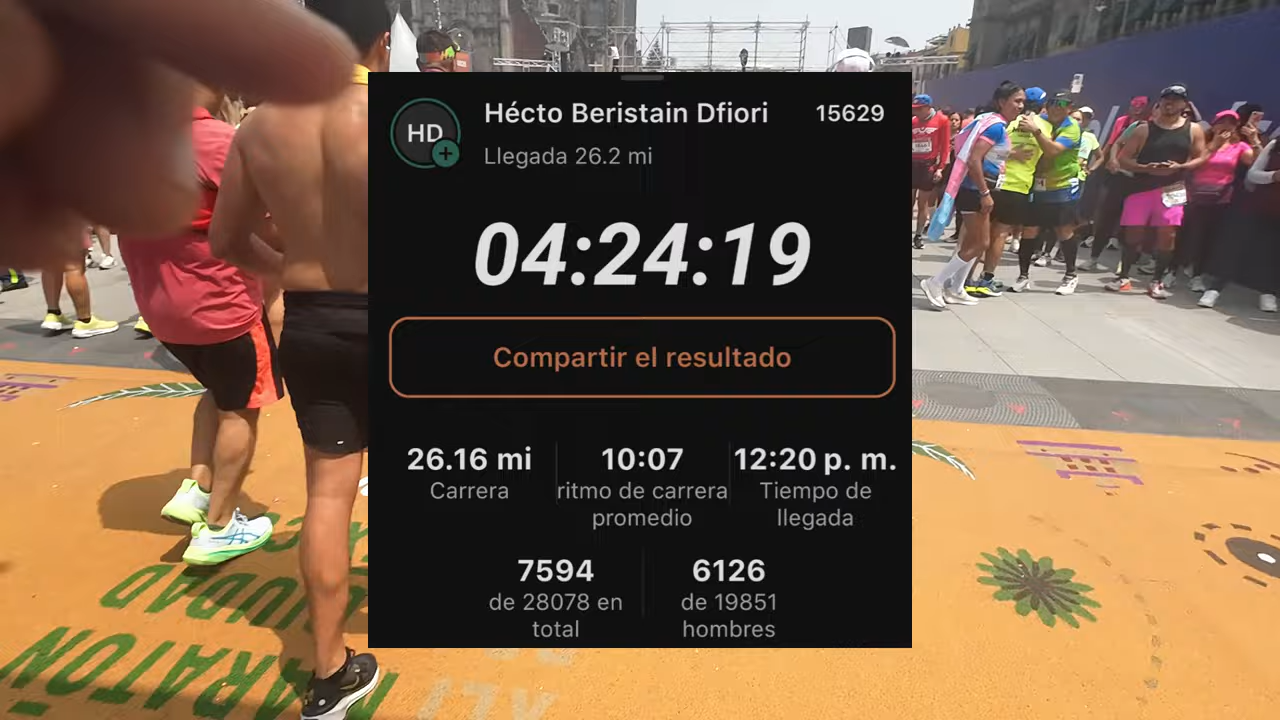 HD
Hécto Beristain Dfiori
15629
Llegada 26.2 mi
04:24:19
Compartir el resultado
26.16 mi
Carrera
10:07
ritmo de carrera
promedio
12:20 p. m.
Tiempo de
llegada
7594
de 28078 en
total
6126
de 19851
hombres
CIUDAD
MARATON